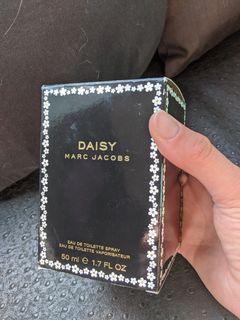 DAISY
MARC JACOBS
EAU DE TOILETTE SPRAY
EAU DE TOILETTE VAPORISATEUR
50 ml ℮ 1.7 FL OZ